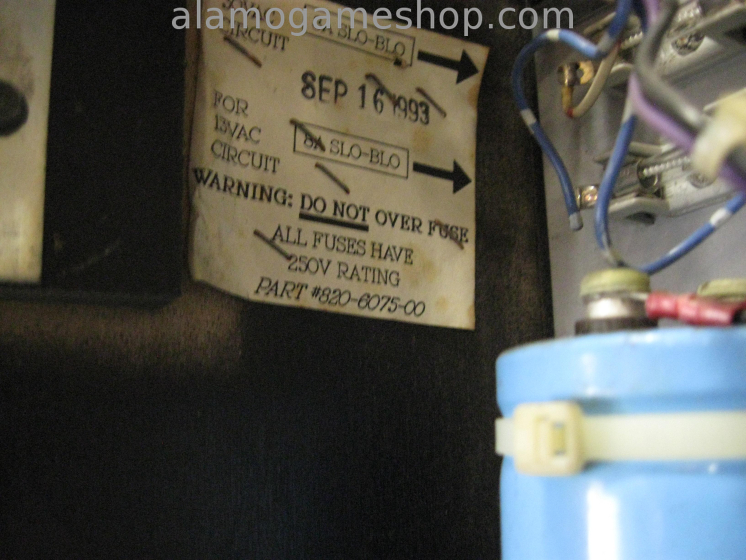 alamogameshop.com
SLO-BLO
CIRCUIT
SEP 16 1993
FOR
13VAC
8A SLO-BLO
CIRCUIT
WARNING: DO NOT OVER FUSE
ALL FUSES HAVE
250V RATING
PART #820-6075-00